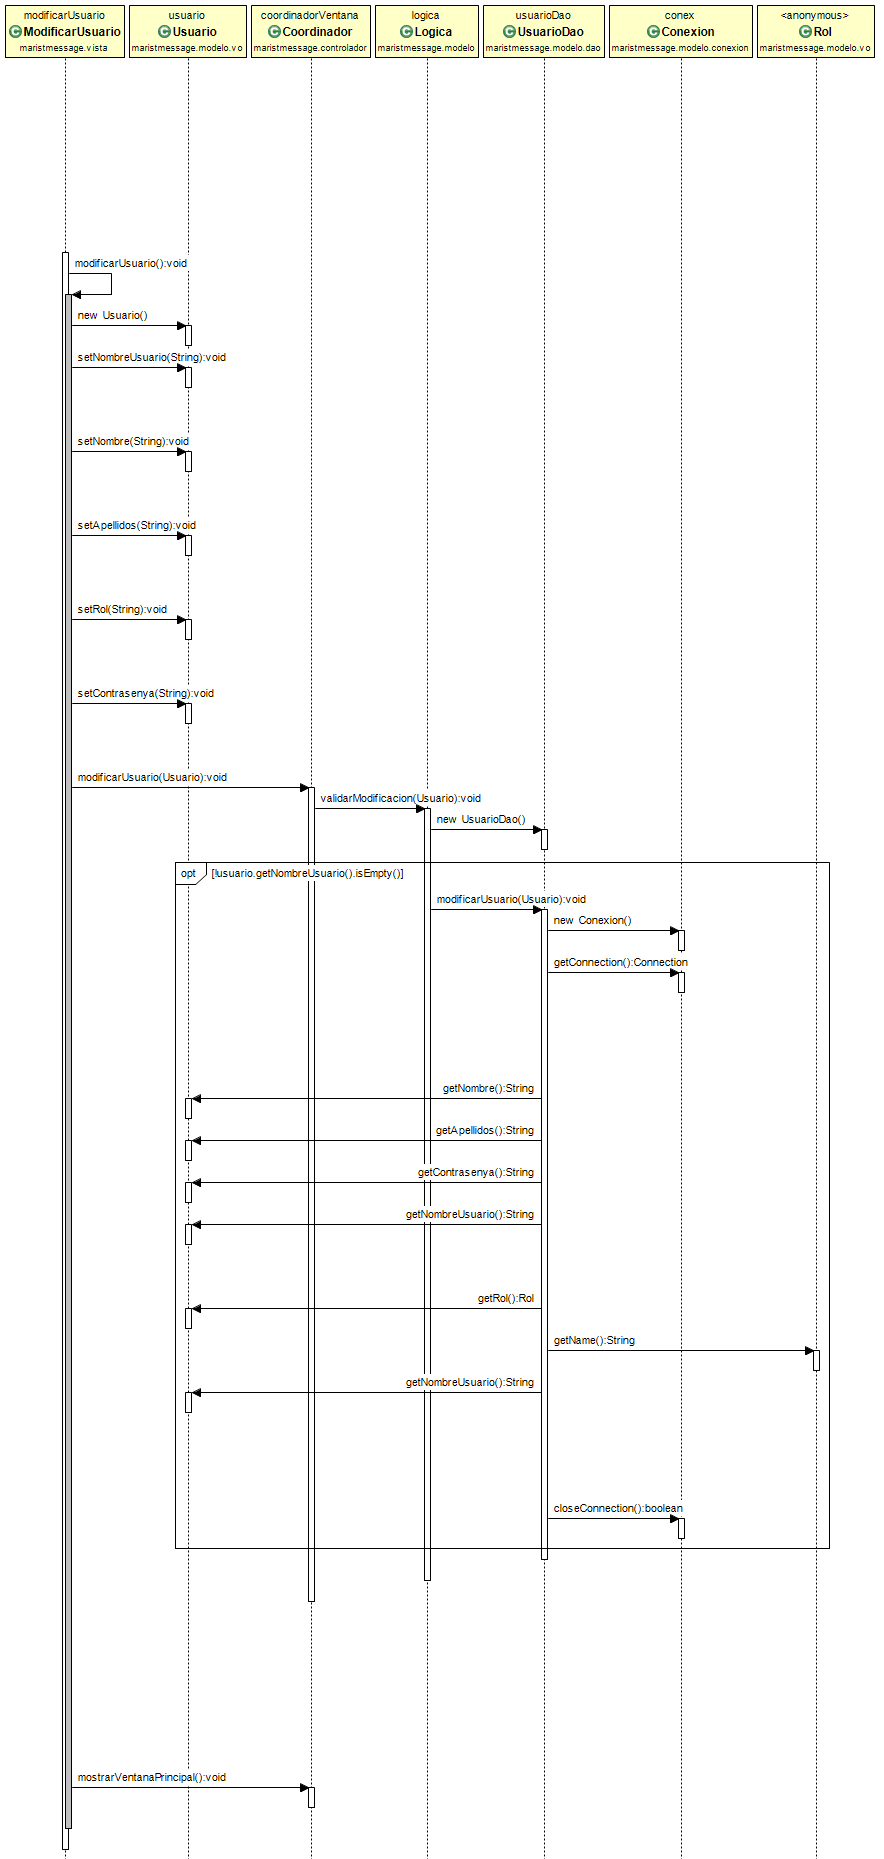 modificarUsuario usuario coordinadorVentana logica usuarioDao conex <anonymous>
C ModificarUsuario C Usuario C Coordinador C Logica C UsuarioDao C Conexion C Rol
maristmessage.vista maristmessage.modelo.vo maristmessage.controlador maristmessage.modelo maristmessage.modelo.dao maristmessage.modelo.conexion maristmessage.modelo.vo
modificarUsuario():void
new Usuario()
setNombreUsuario(String):void
setNombre(String):void
setApellidos(String):void
setRol(String):void
setContrasenya(String):void
modificarUsuario(Usuario):void
validarModificacion(Usuario):void
new UsuarioDao()
opt [!usuario.getNombreUsuario().isEmpty()]
modificarUsuario(Usuario):void
new Conexion()
getConnection():Connection
getNombre():String
getApellidos():String
getContrasenya():String
getNombreUsuario():String
getRol():Rol
getName():String
getNombreUsuario():String
closeConnection():boolean
mostrarVentanaPrincipal():void